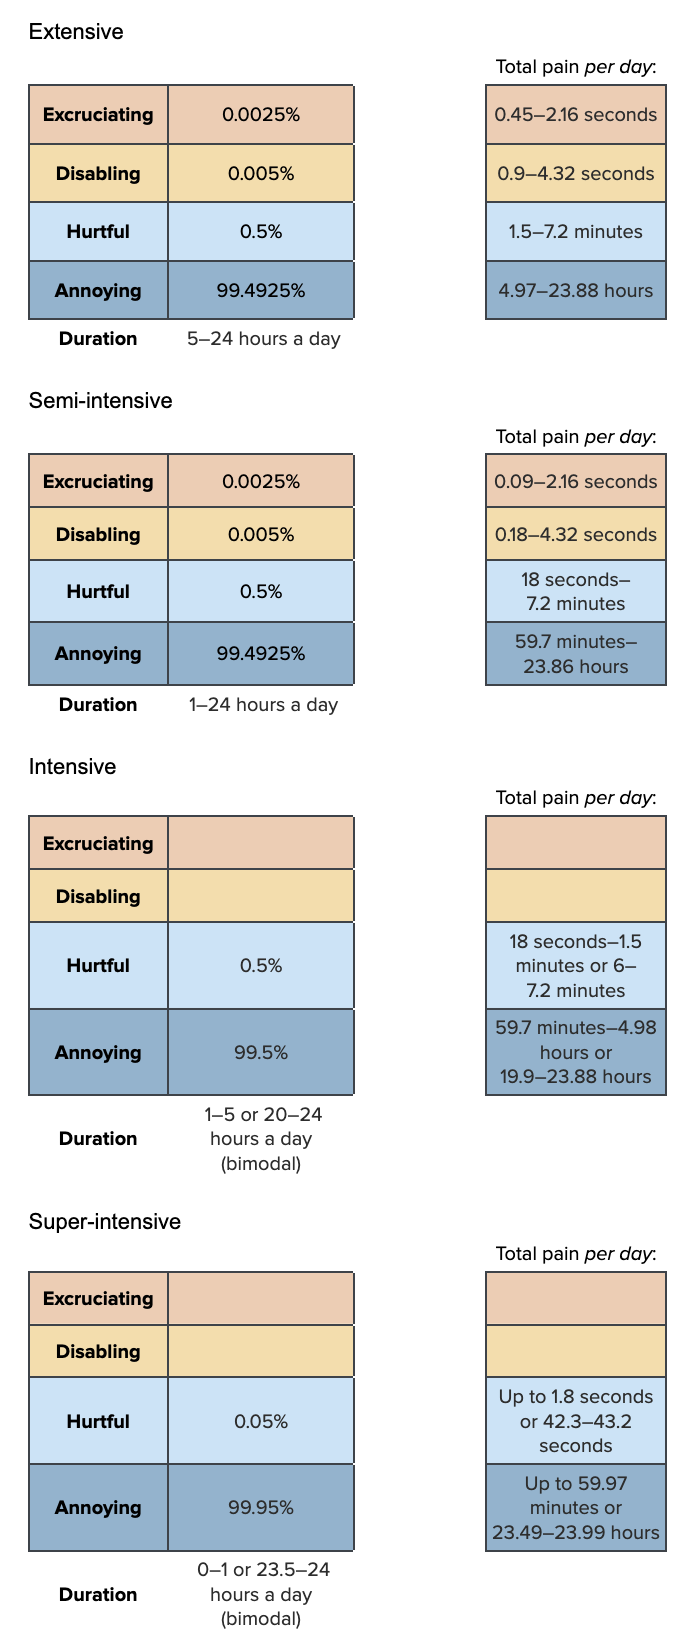 Extensive
Total pain per day:
Excruciating 0.0025% 0.45–2.16 seconds
Disabling 0.005% 0.9–4.32 seconds
Hurtful 0.5% 1.5–7.2 minutes
Annoying 99.4925% 4.97–23.88 hours
Duration 5–24 hours a day
Semi-intensive
Total pain per day:
Excruciating 0.0025% 0.09–2.16 seconds
Disabling 0.005% 0.18–4.32 seconds
Hurtful 0.5% 18 seconds–
7.2 minutes
Annoying 99.4925% 59.7 minutes–
23.86 hours
Duration 1–24 hours a day
Intensive
Total pain per day:
Excruciating
Disabling
Hurtful 0.5% 18 seconds–1.5
minutes or 6–
7.2 minutes
Annoying 99.5% 59.7 minutes–4.98
hours or
19.9–23.88 hours
Duration 1–5 or 20–24
hours a day
(bimodal)
Super-intensive
Total pain per day:
Excruciating
Disabling
Hurtful 0.05% Up to 1.8 seconds
or 42.3–43.2
seconds
Annoying 99.95% Up to 59.97
minutes or
23.49–23.99 hours
Duration 0–1 or 23.5–24
hours a day
(bimodal)